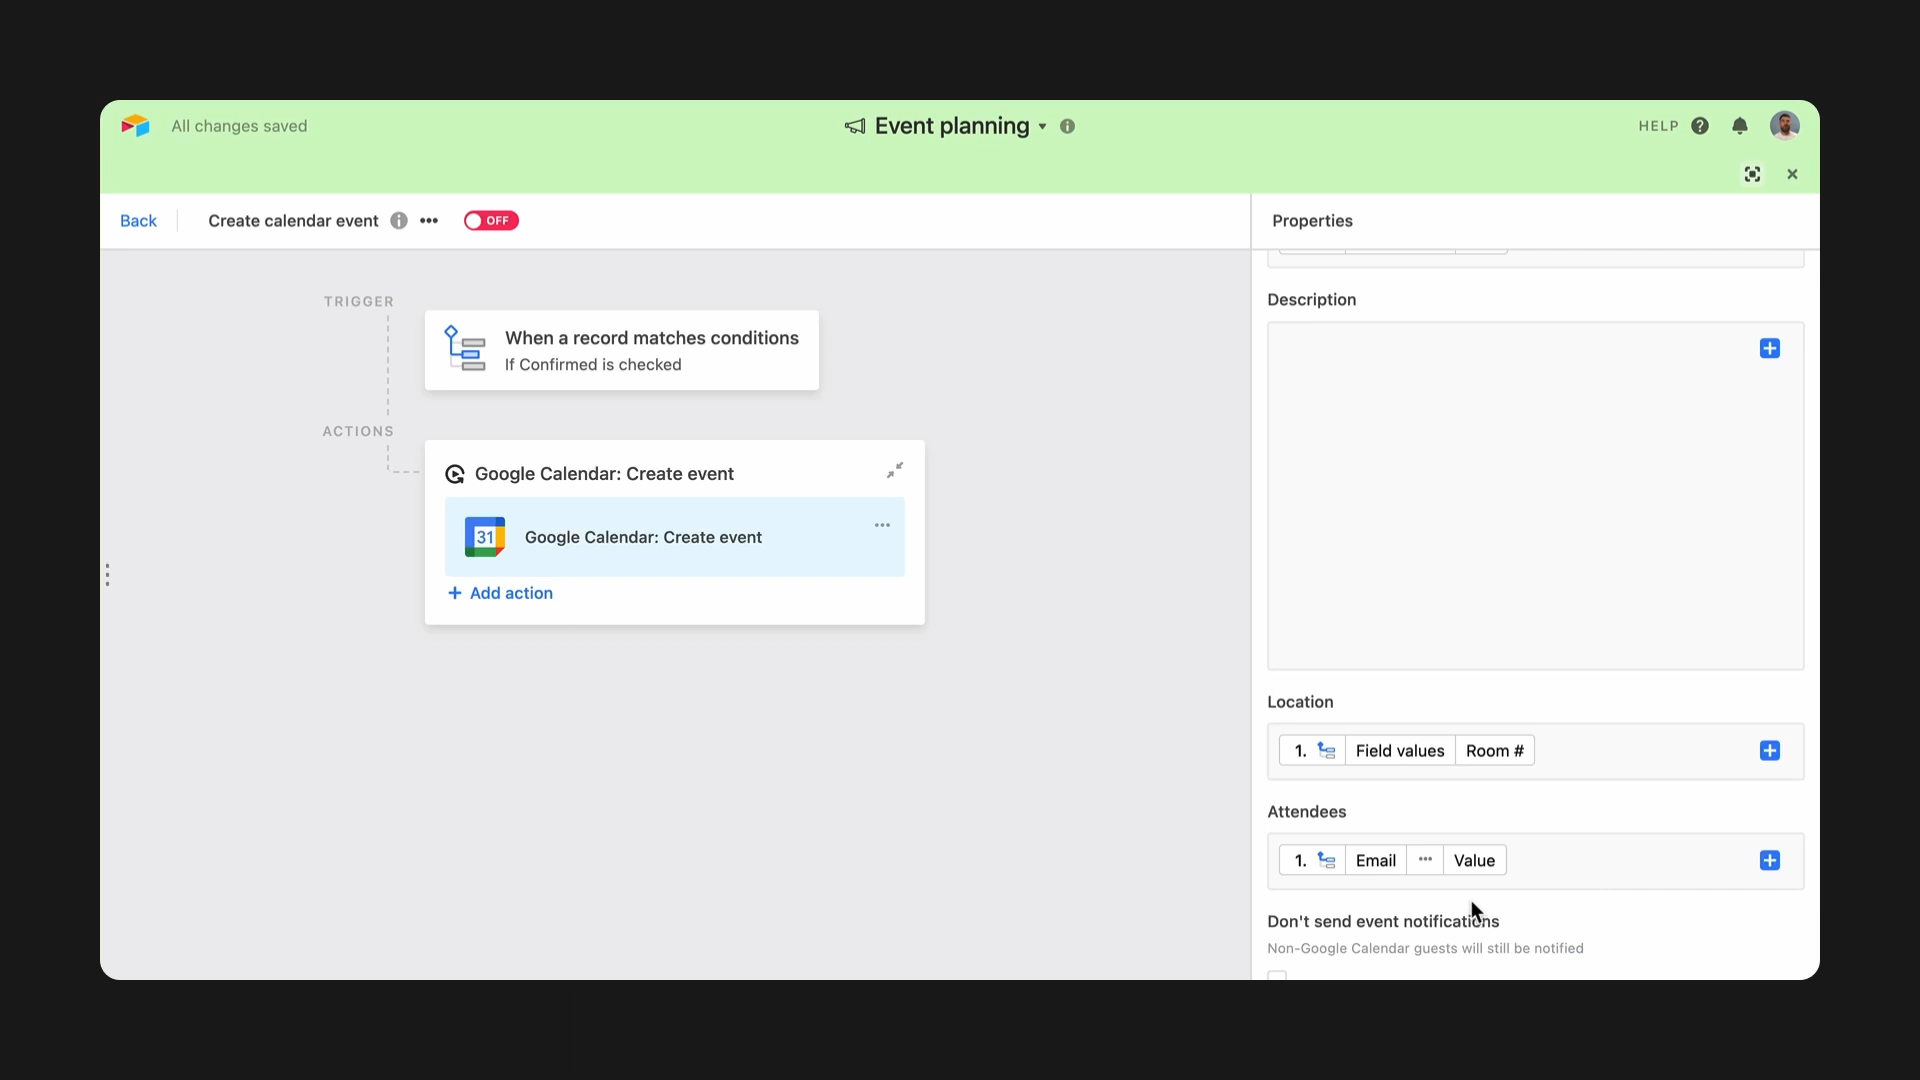 All changes saved
Event planning
HELP
Back
Create calendar event
OFF
Properties
TRIGGER
When a record matches conditions
If Confirmed is checked
ACTIONS
Google Calendar: Create event
31
Google Calendar: Create event
+ Add action
Description
Location
1. Field values Room #
Attendees
1. Email ••• Value
Don't send event notifications
Non-Google Calendar guests will still be notified